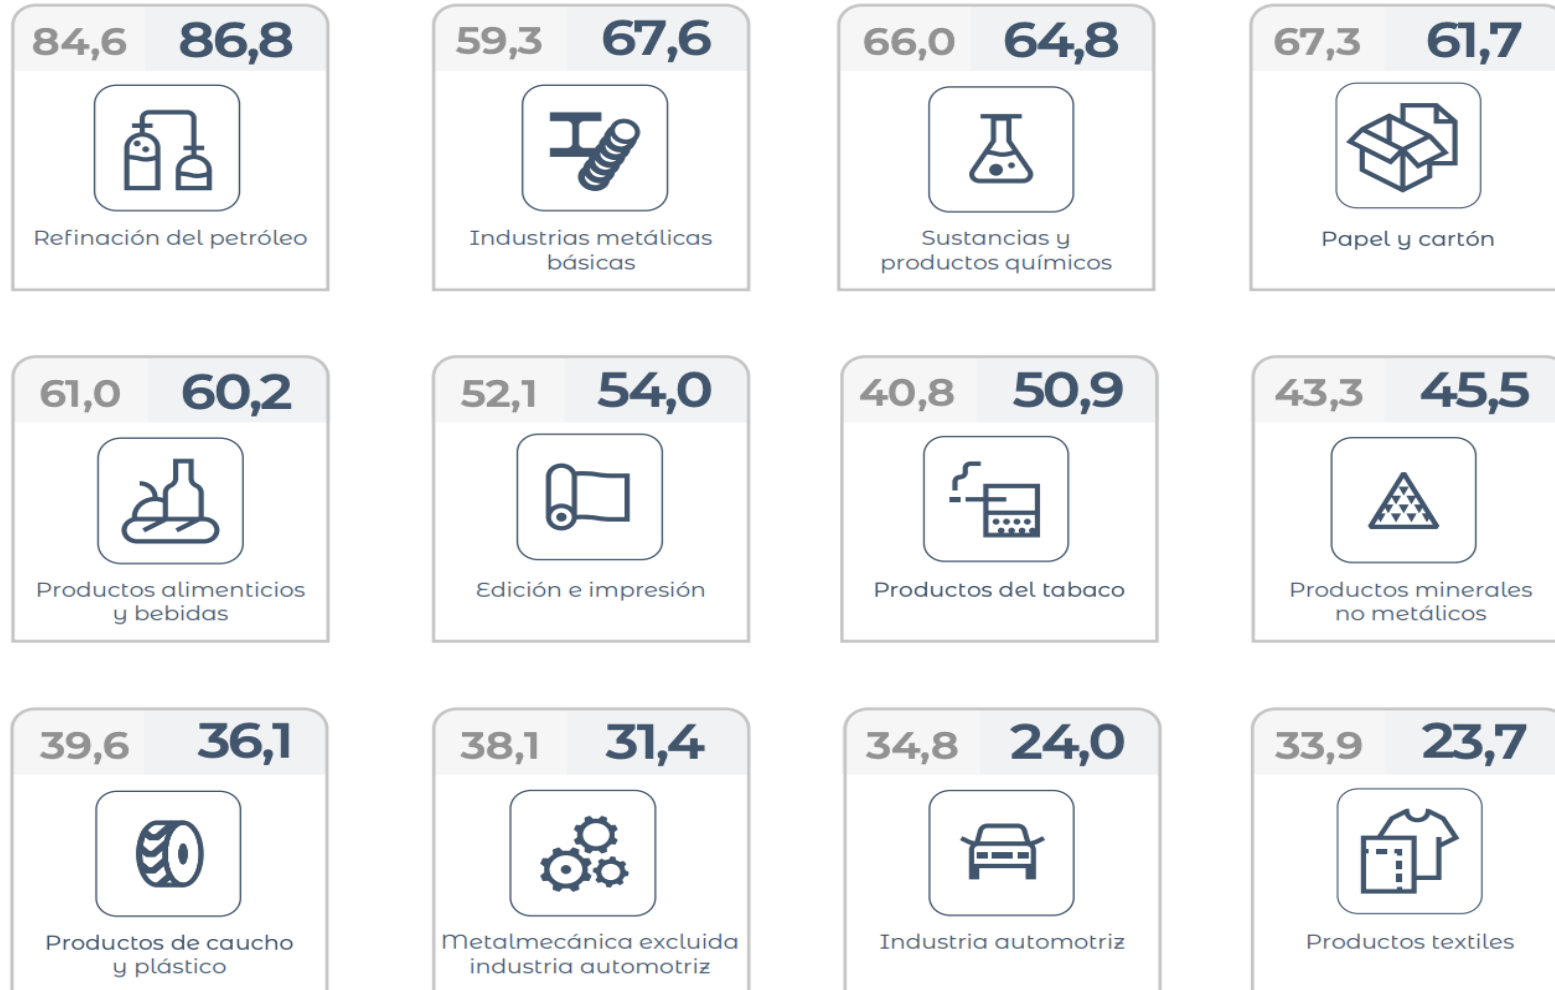 84,6 86,8
Refinación del petróleo
59,3 67,6
Industrias metálicas
básicas
66,0 64,8
Sustancias y
productos químicos
67,3 61,7
Papel y cartón
61,0 60,2
Productos alimenticios
y bebidas
52,1 54,0
Edición e impresión
40,8 50,9
Productos del tabaco
43,3 45,5
Productos minerales
no metálicos
39,6 36,1
Productos de caucho
y plástico
38,1 31,4
Metalmecánica excluida
industria automotriz
34,8 24,0
Industria automotriz
33,9 23,7
Productos textiles